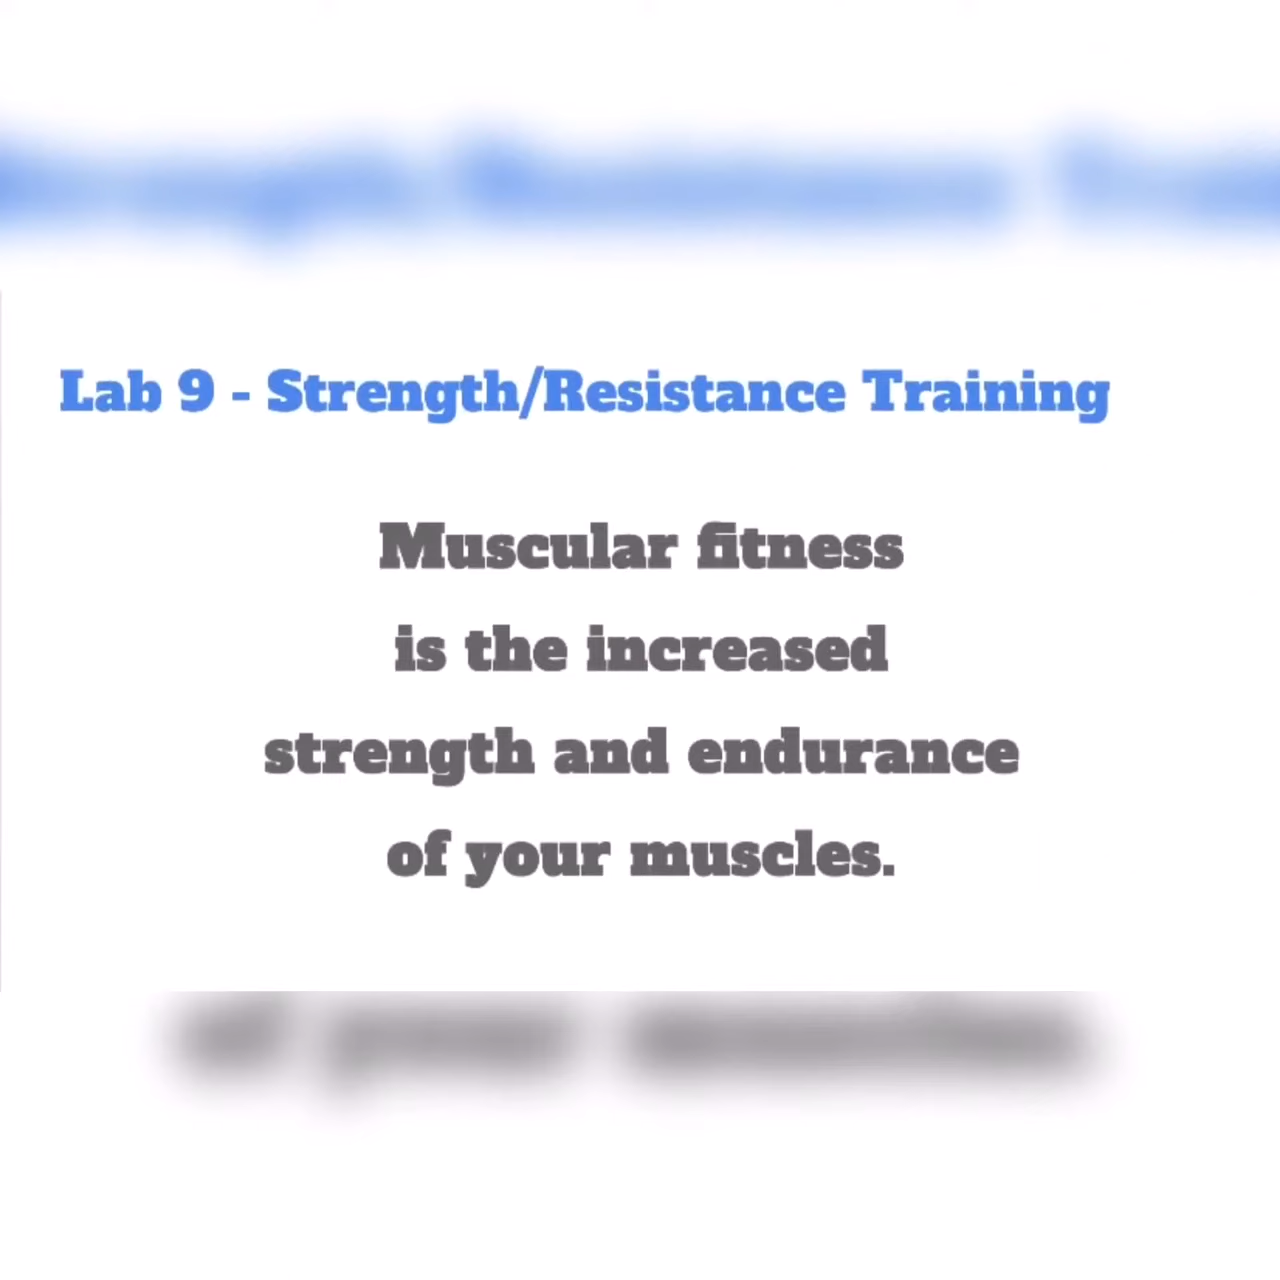 Lab 9 - Strength/Resistance Training
Muscular fitness
is the increased
strength and endurance
of your muscles.